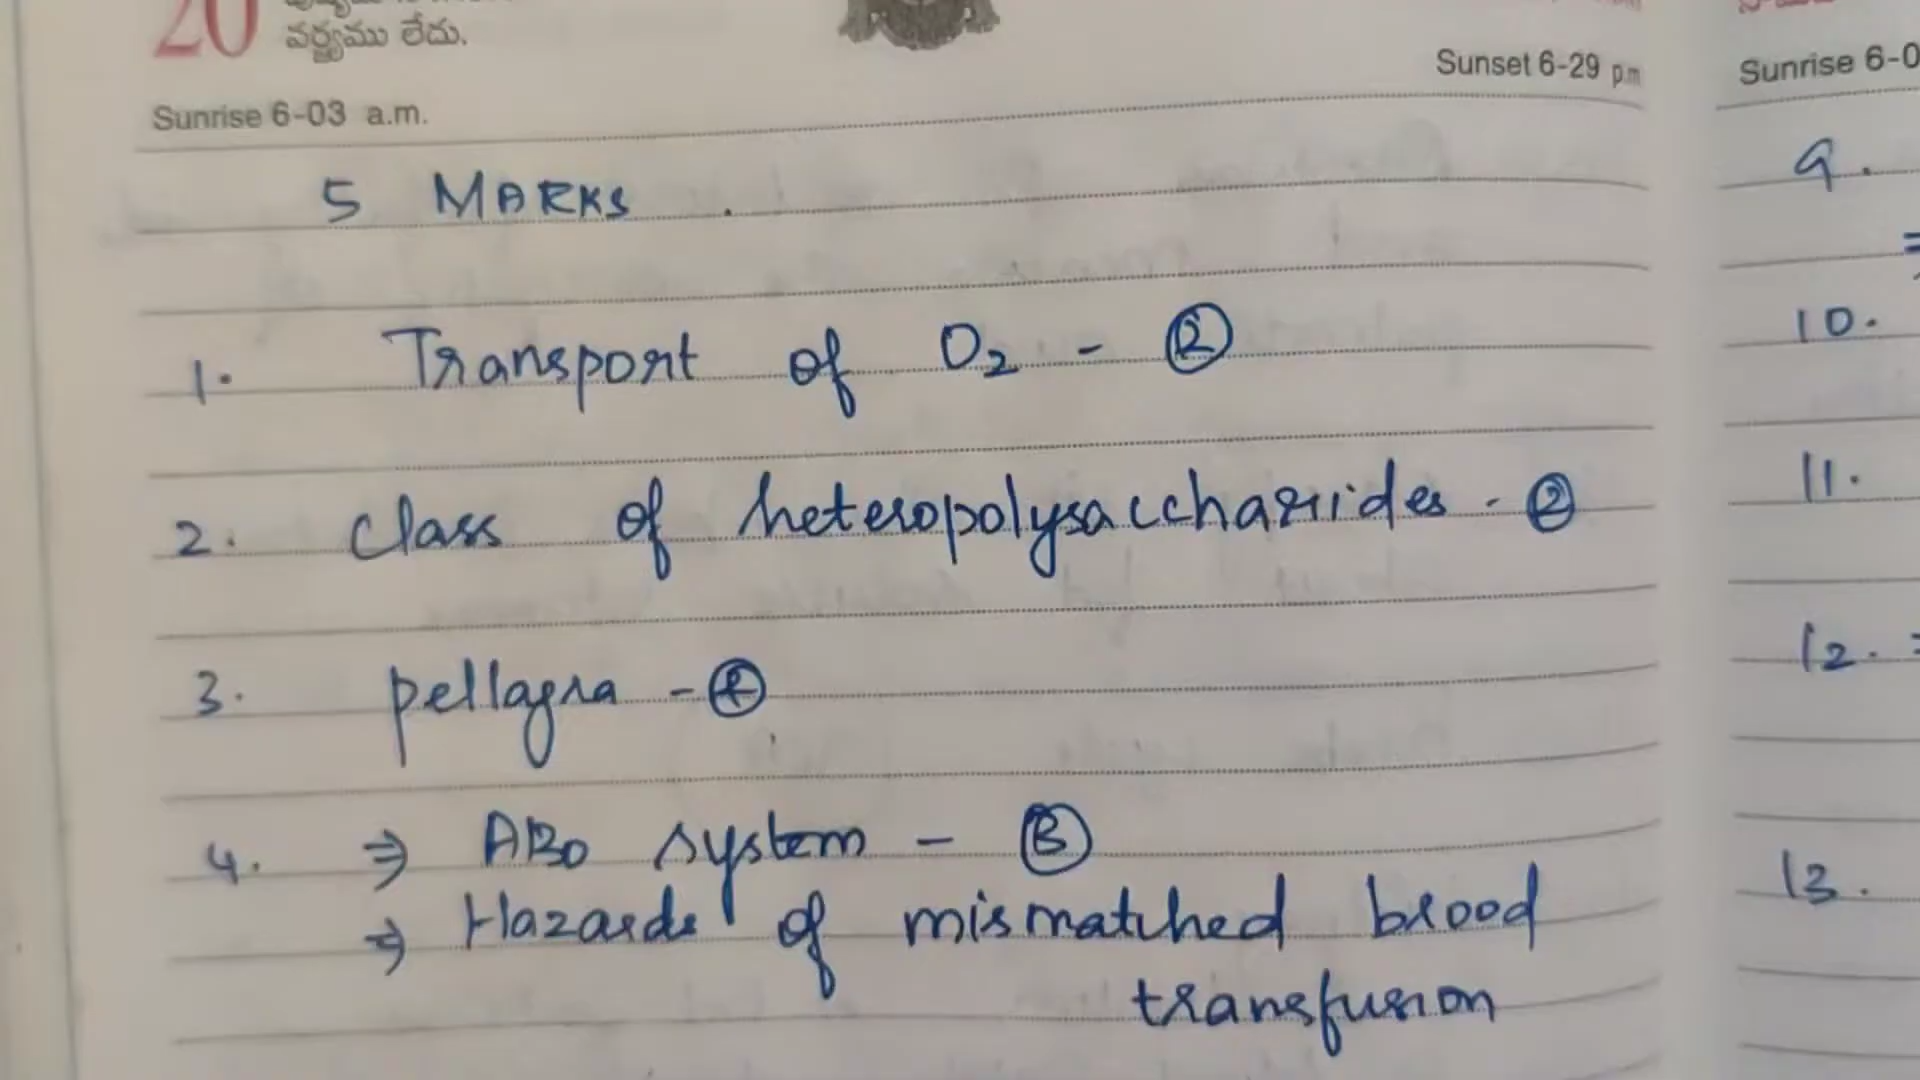 20
వర్జ్యము లేదు.
Sunset 6-29 p.m
Sunrise 6-03 a.m.
5 MARKS .
1. Transport of O2 - ②
2. Class of heteropolysaccharides - ②
3. pellagra -
4. ⇒ ABO system -
⇒ Hazards of mismatched blood
transfusion
Sunrise 6-0
9.
10.
11.
12.
13.